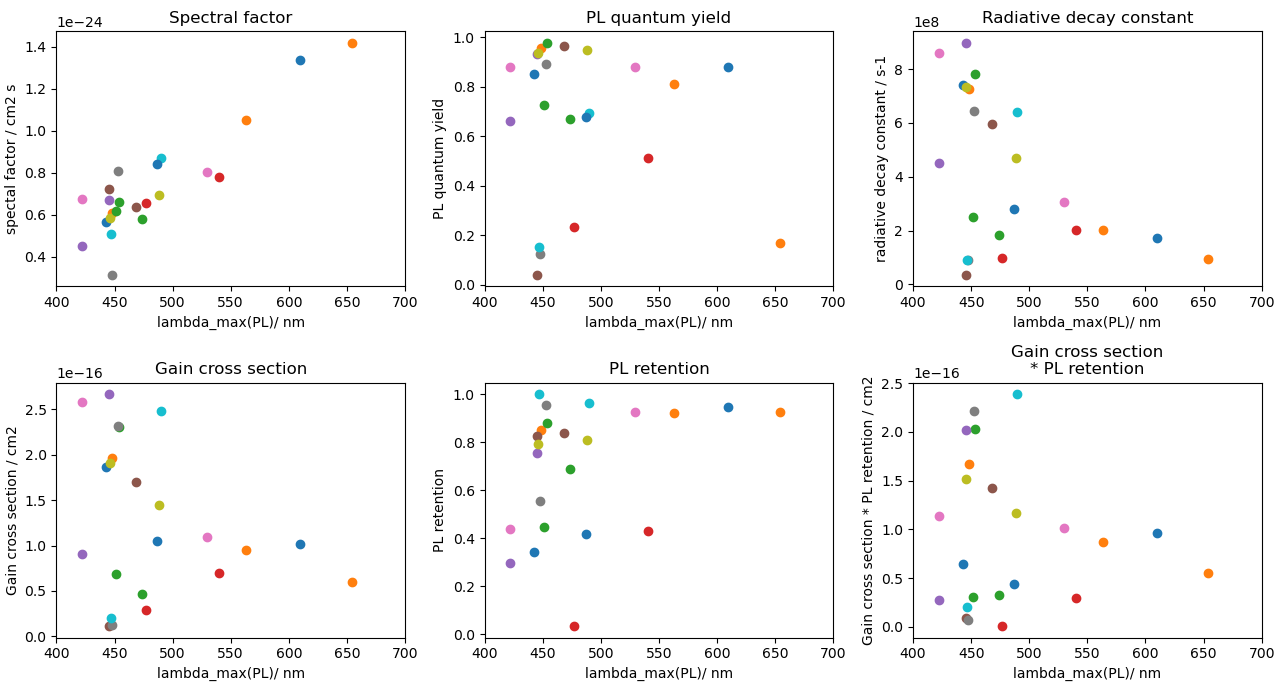 Spectral factor
1e−24
spectal factor / cm2 s
1.4
1.2
1.0
0.8
0.6
0.4
400 450 500 550 600 650 700
lambda_max(PL)/ nm
PL quantum yield
PL quantum yield
1.0
0.8
0.6
0.4
0.2
0.0
400 450 500 550 600 650 700
lambda_max(PL)/ nm
Radiative decay constant
1e8
radiative decay constant / s-1
8
6
4
2
0
400 450 500 550 600 650 700
lambda_max(PL)/ nm
Gain cross section
1e−16
Gain cross section / cm2
2.5
2.0
1.5
1.0
0.5
0.0
400 450 500 550 600 650 700
lambda_max(PL)/ nm
PL retention
PL retention
1.0
0.8
0.6
0.4
0.2
0.0
400 450 500 550 600 650 700
lambda_max(PL)/ nm
Gain cross section
* PL retention
1e−16
Gain cross section * PL retention / cm2
2.5
2.0
1.5
1.0
0.5
0.0
400 450 500 550 600 650 700
lambda_max(PL)/ nm